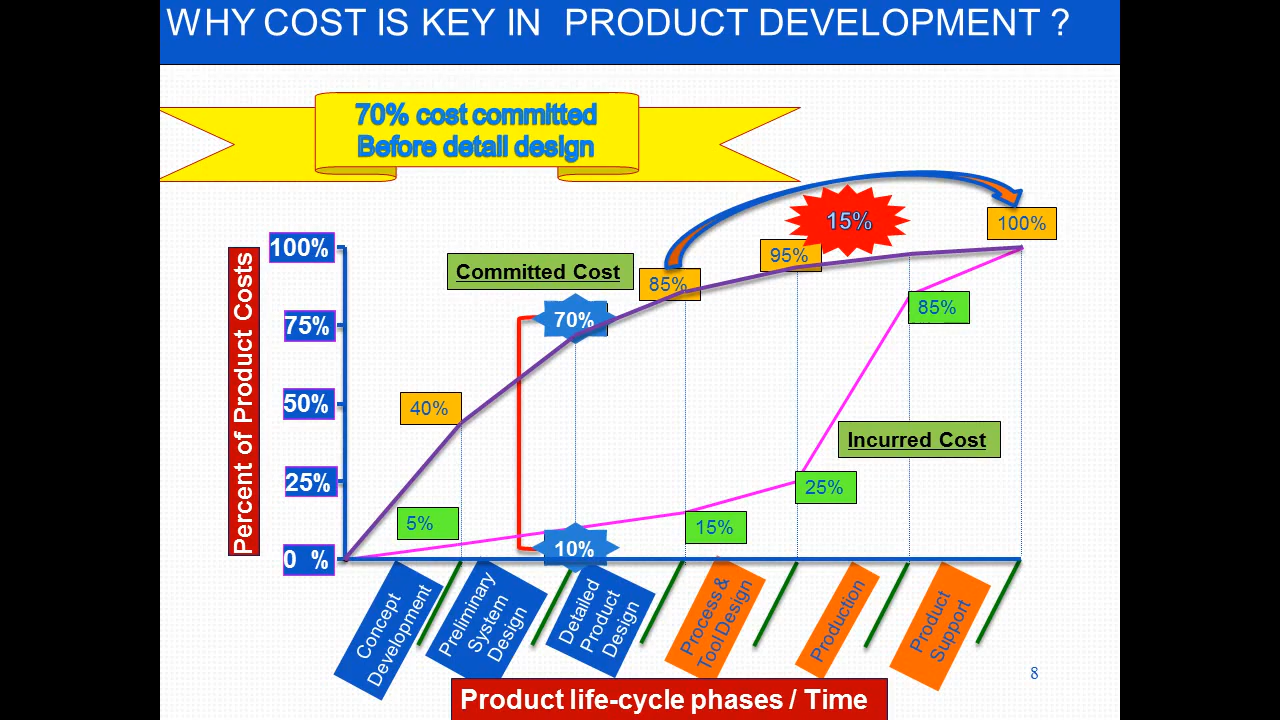 WHY COST IS KEY IN PRODUCT DEVELOPMENT ?
70% cost committed
Before detail design
15%
100%
95%
85%
Committed Cost
70%
40%
85%
Incurred Cost
25%
15%
5%
10%
100%
75%
50%
25%
0 %
Percent of Product Costs
Concept
Development
Preliminary
System
Design
Detailed
Product
Design
Process &
Tool Design
Production
Product
Support
Product life-cycle phases / Time
8